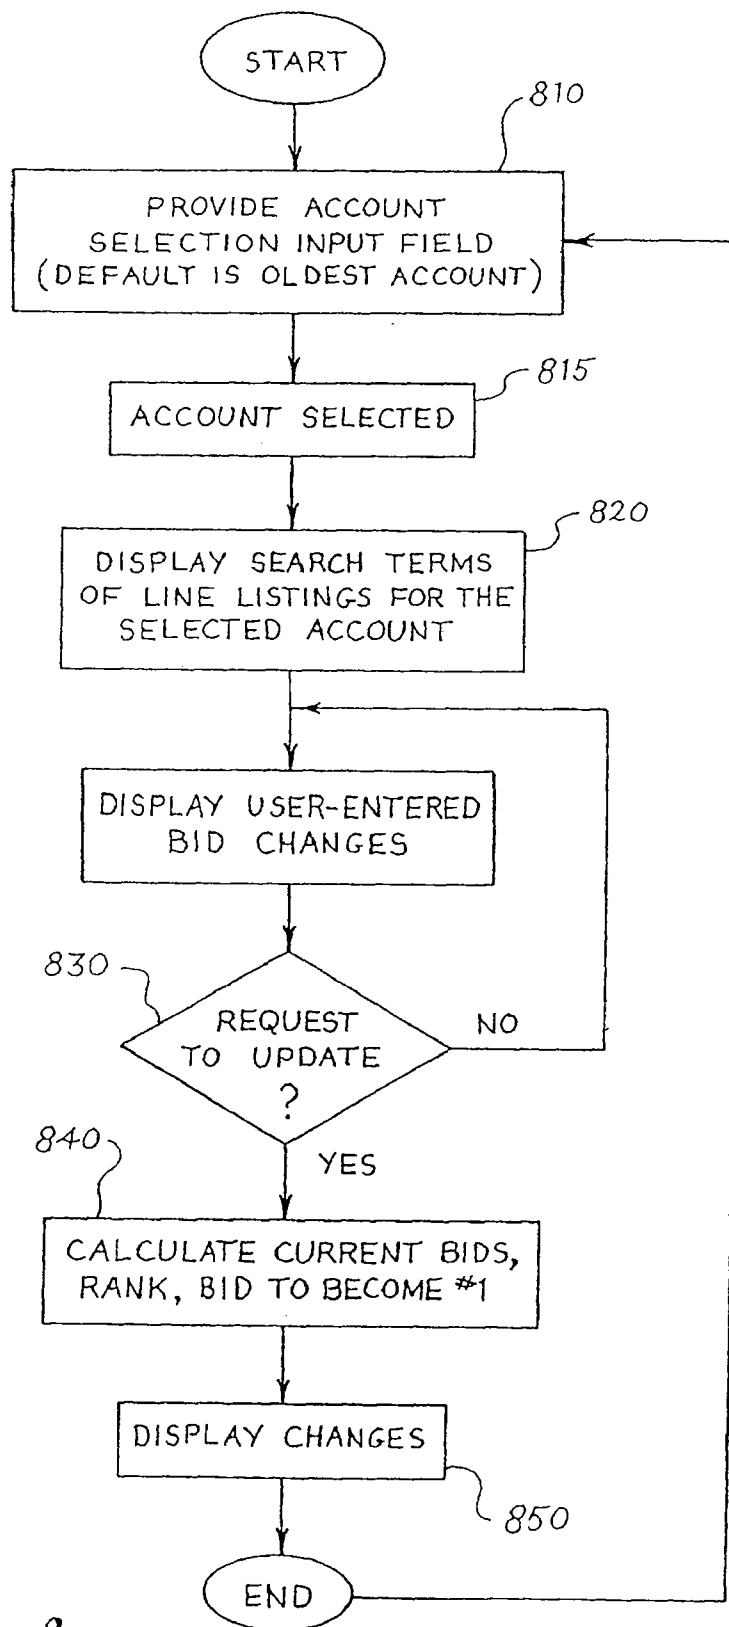 START
810
PROVIDE ACCOUNT
SELECTION INPUT FIELD
(DEFAULT IS OLDEST ACCOUNT)
815
ACCOUNT SELECTED
820
DISPLAY SEARCH TERMS
OF LINE LISTINGS FOR THE
SELECTED ACCOUNT
DISPLAY USER-ENTERED
BID CHANGES
830
REQUEST
TO UPDATE
?
NO
840
YES
CALCULATE CURRENT BIDS,
RANK, BID TO BECOME #1
DISPLAY CHANGES
850
END